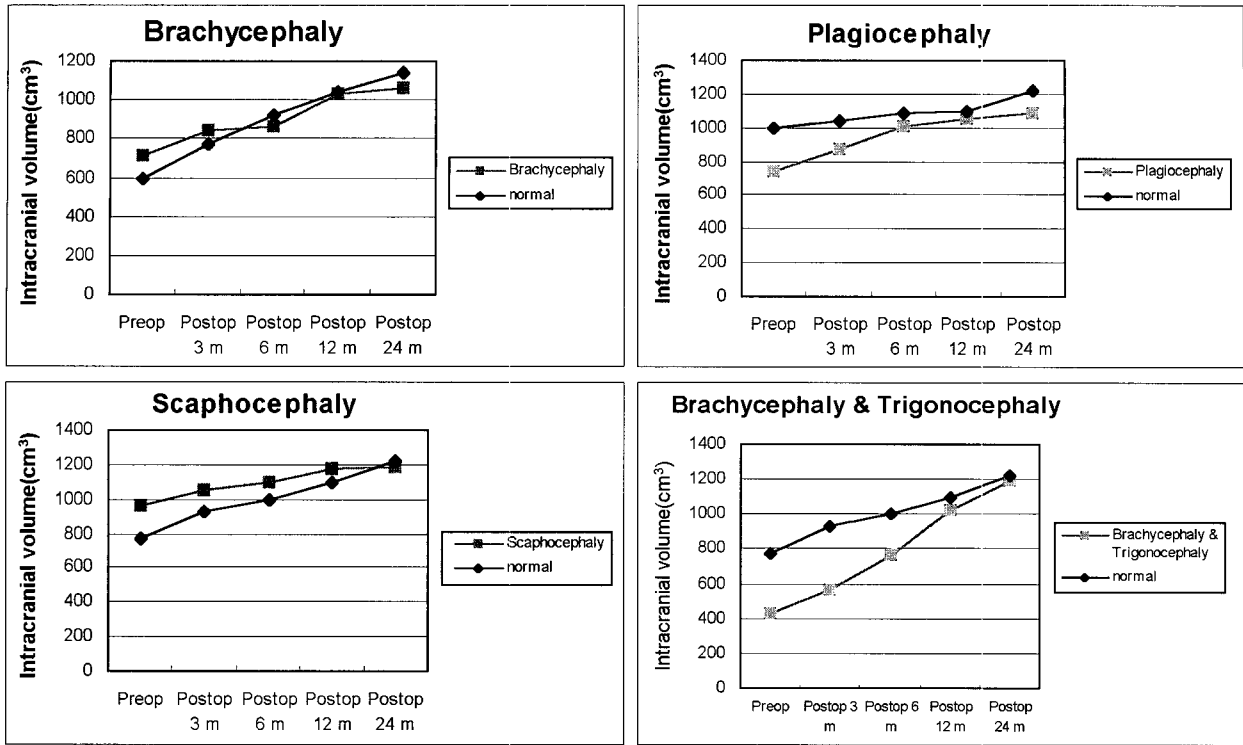 Brachycephaly
Intracranial volume(cm³)
1200
1000
800
600
400
200
0
Preop Postop Postop Postop Postop
3 m 6 m 12 m 24 m
Brachycephaly
normal
Plagiocephaly
Intracranial volume(cm³)
1400
1200
1000
800
600
400
200
0
Preop Postop Postop Postop Postop
3 m 6 m 12 m 24 m
Plagiocephaly
normal
Scaphocephaly
Intracranial volume(cm³)
1400
1200
1000
800
600
400
200
0
Preop Postop Postop Postop Postop
3 m 6 m 12 m 24 m
Scaphocephaly
normal
Brachycephaly & Trigonocephaly
Intracranial volume(cm³)
1400
1200
1000
800
600
400
200
0
Preop Postop 3 Postop 6 Postop Postop
m m 12 m 24 m
Brachycephaly &
Trigonocephaly
normal